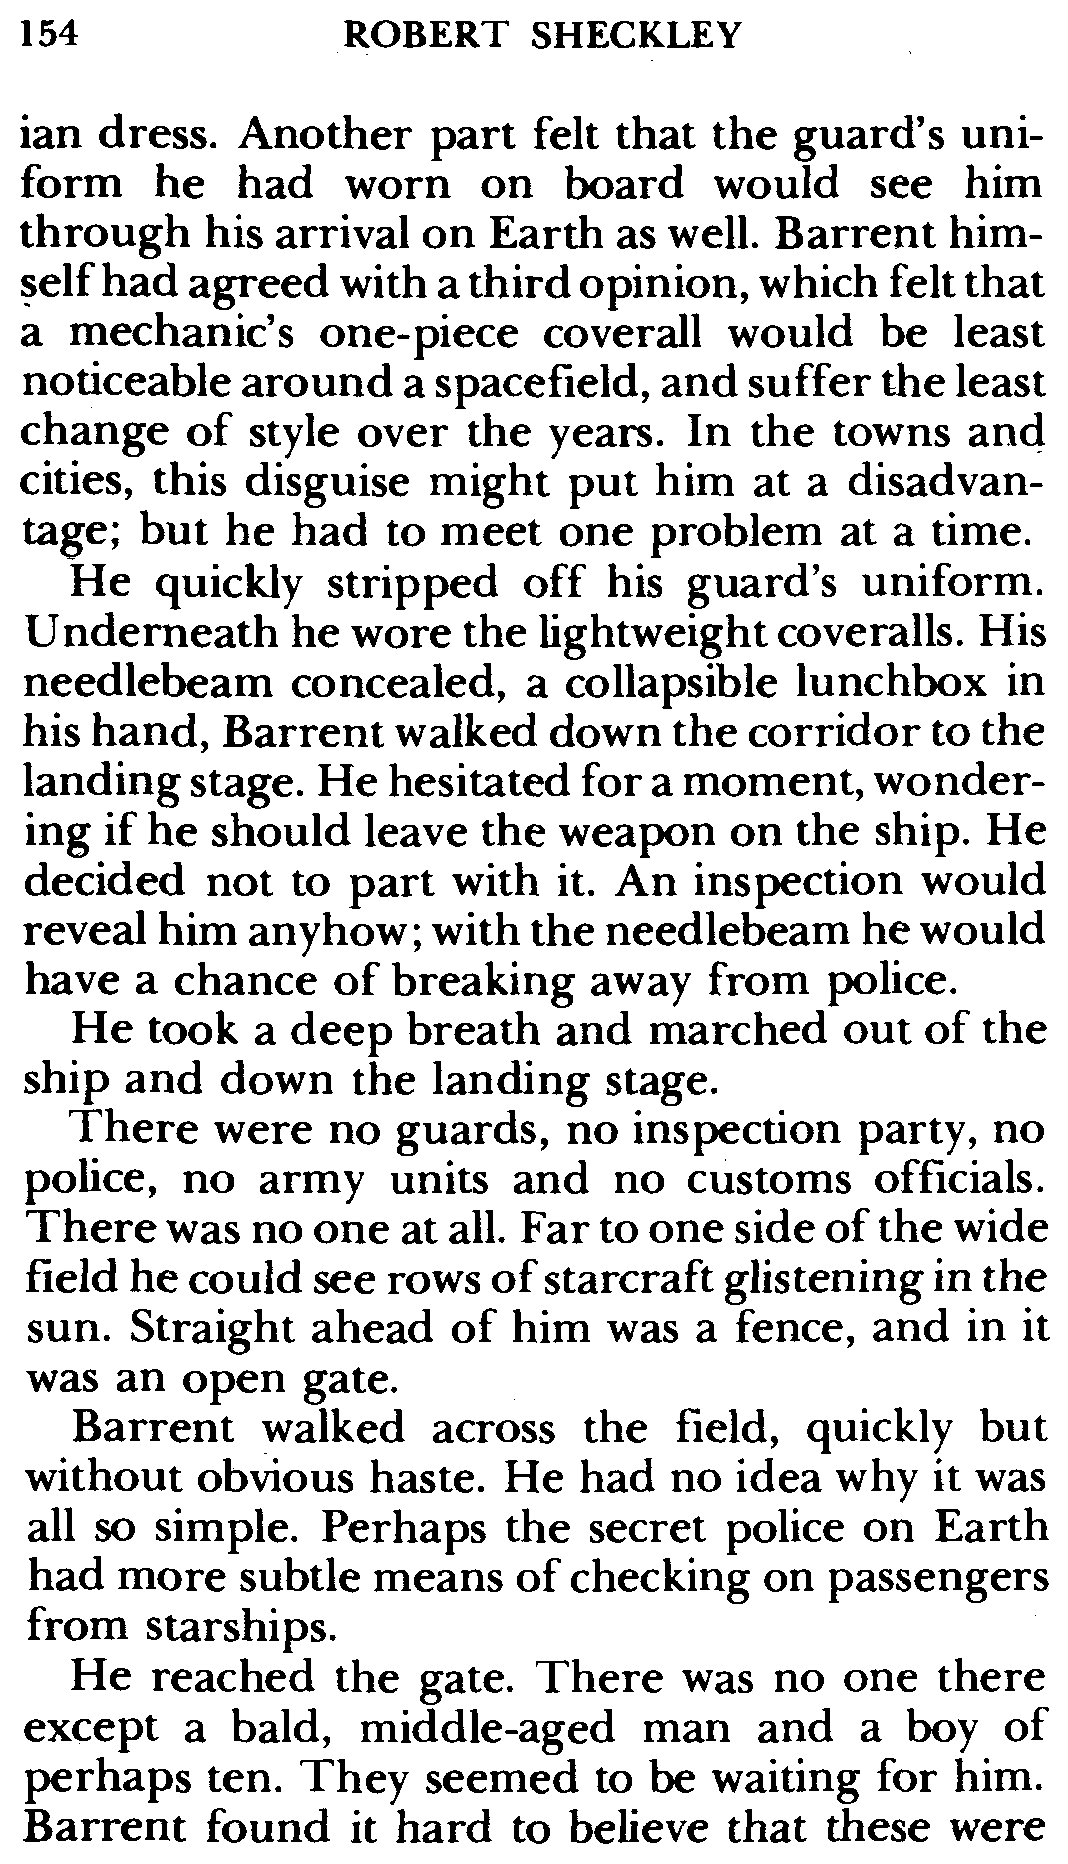 154 ROBERT SHECKLEY
ian dress. Another part felt that the guard's uni-
form he had worn on board would see him
through his arrival on Earth as well. Barrent him-
self had agreed with a third opinion, which felt that
a mechanic's one-piece coverall would be least
noticeable around a spacefield, and suffer the least
change of style over the years. In the towns and
cities, this disguise might put him at a disadvan-
tage; but he had to meet one problem at a time.
He quickly stripped off his guard's uniform.
Underneath he wore the lightweight coveralls. His
needlebeam concealed, a collapsible lunchbox in
his hand, Barrent walked down the corridor to the
landing stage. He hesitated for a moment, wonder-
ing if he should leave the weapon on the ship. He
decided not to part with it. An inspection would
reveal him anyhow; with the needlebeam he would
have a chance of breaking away from police.
He took a deep breath and marched out of the
ship and down the landing stage.
There were no guards, no inspection party, no
police, no army units and no customs officials.
There was no one at all. Far to one side of the wide
field he could see rows of starcraft glistening in the
sun. Straight ahead of him was a fence, and in it
was an open gate.
Barrent walked across the field, quickly but
without obvious haste. He had no idea why it was
all so simple. Perhaps the secret police on Earth
had more subtle means of checking on passengers
from starships.
He reached the gate. There was no one there
except a bald, middle-aged man and a boy of
perhaps ten. They seemed to be waiting for him.
Barrent found it hard to believe that these were